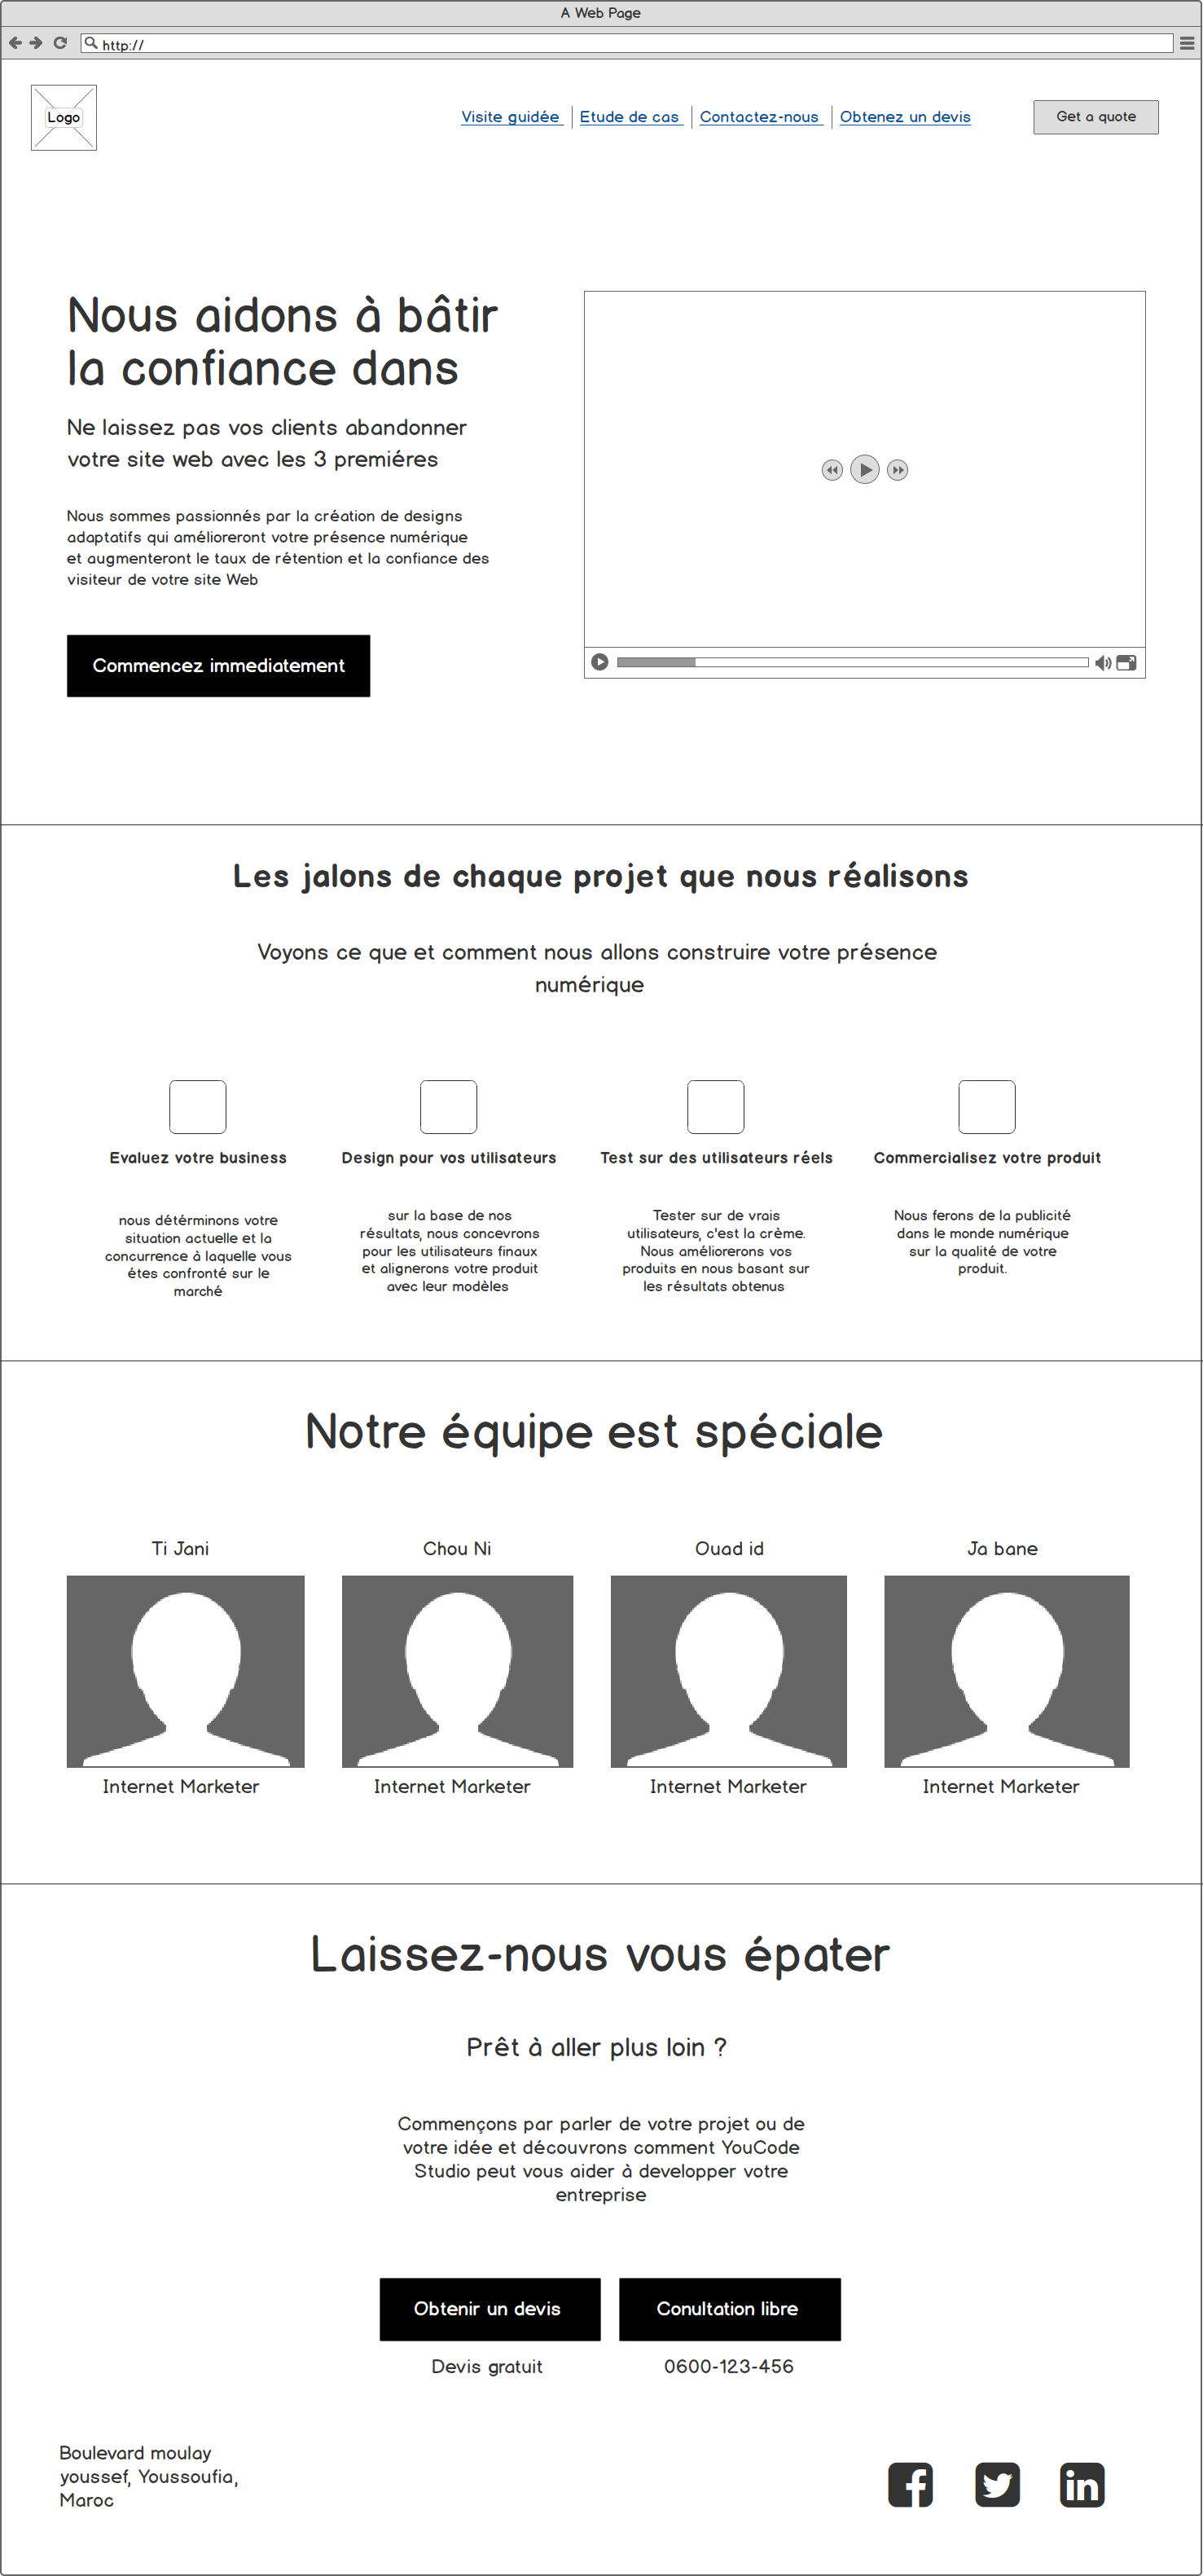 A Web Page
http://
Logo
Visite guidée
Etude de cas
Contactez-nous
Obtenez un devis
Get a quote
Nous aidons à bâtir
la confiance dans
Ne laissez pas vos clients abandonner
votre site web avec les 3 premiéres
Nous sommes passionnés par la création de designs
adaptatifs qui amélioreront votre présence numérique
et augmenteront le taux de rétention et la confiance des
visiteur de votre site Web
Commencez immediatement
Les jalons de chaque projet que nous réalisons
Voyons ce que et comment nous allons construire votre présence
numérique
Evaluez votre business
nous détérminons votre
situation actuelle et la
concurrence à laquelle vous
étes confronté sur le
marché
Design pour vos utilisateurs
sur la base de nos
résultats, nous concevrons
pour les utilisateurs finaux
et alignerons votre produit
avec leur modèles
Test sur des utilisateurs réels
Tester sur de vrais
utilisateurs, c'est la crème.
Nous améliorerons vos
produits en nous basant sur
les résultats obtenus
Commercialisez votre produit
Nous ferons de la publicité
dans le monde numérique
sur la qualité de votre
produit.
Notre équipe est spéciale
Ti Jani
Internet Marketer
Chou Ni
Internet Marketer
Ouad id
Internet Marketer
Ja bane
Internet Marketer
Laissez-nous vous épater
Prêt à aller plus loin ?
Commençons par parler de votre projet ou de
votre idée et découvrons comment YouCode
Studio peut vous aider à developper votre
entreprise
Obtenir un devis
Devis gratuit
Conultation libre
0600-123-456
Boulevard moulay
youssef, Youssoufia,
Maroc